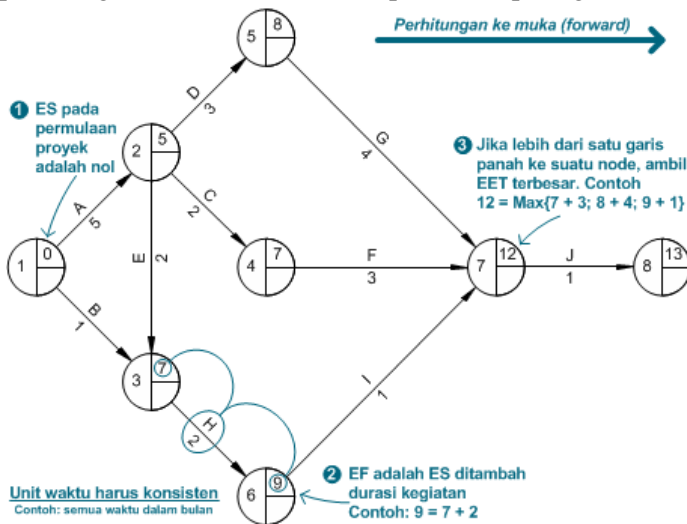 Perhitungan ke muka (forward)
5 8
D
3
1 ES pada
permulaan
proyek
adalah nol
2 5
G
4
3 Jika lebih dari satu garis
panah ke suatu node, ambil
EET terbesar. Contoh
12 = Max{7 + 3; 8 + 4; 9 + 1}
A
5
C
2
E
2
1 0
4 7
F
3
7 12
J
1
8 13
B
1
3 7
H
2
I
1
6 9
2 EF adalah ES ditambah
durasi kegiatan
Contoh: 9 = 7 + 2
Unit waktu harus konsisten
Contoh: semua waktu dalam bulan